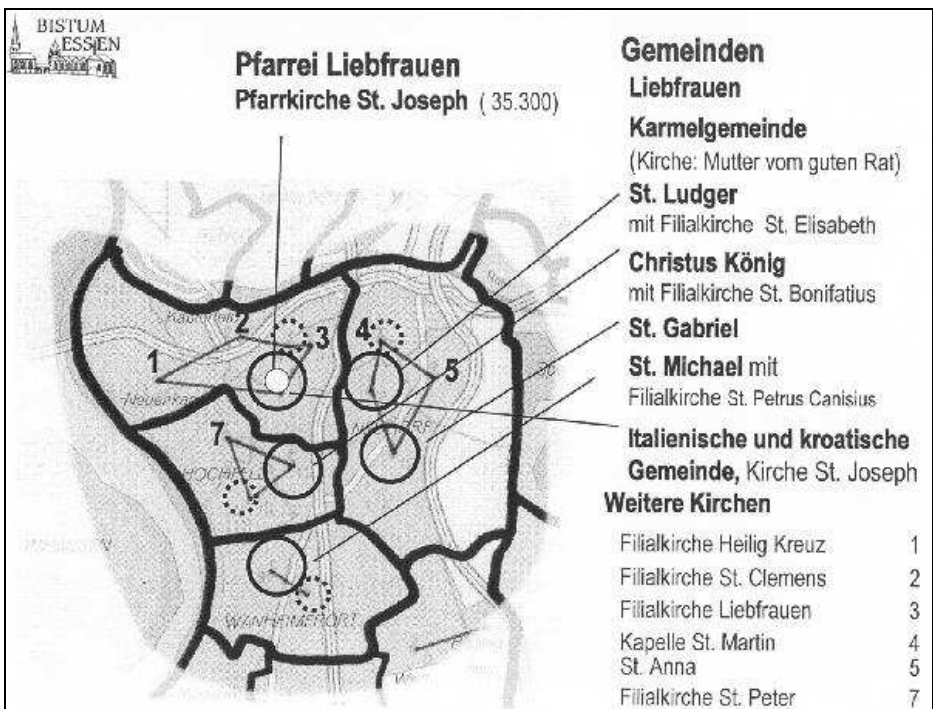 BISTUM
ESSEN
Pfarrei Liebfrauen
Pfarrkirche St. Joseph ( 35.300)
Gemeinden
Liebfrauen
Karmelgemeinde
(Kirche: Mutter vom guten Rat)
St. Ludger
mit Filialkirche St. Elisabeth
Christus König
mit Filialkirche St. Bonifatius
St. Gabriel
St. Michael mit
Filialkirche St. Petrus Canisius
Italienische und kroatische
Gemeinde, Kirche St. Joseph
Weitere Kirchen
Filialkirche Heilig Kreuz 1
Filialkirche St. Clemens 2
Filialkirche Liebfrauen 3
Kapelle St. Martin 4
St. Anna 5
Filialkirche St. Peter 7
1
2
3
4
5
7
WANHEIMERORT